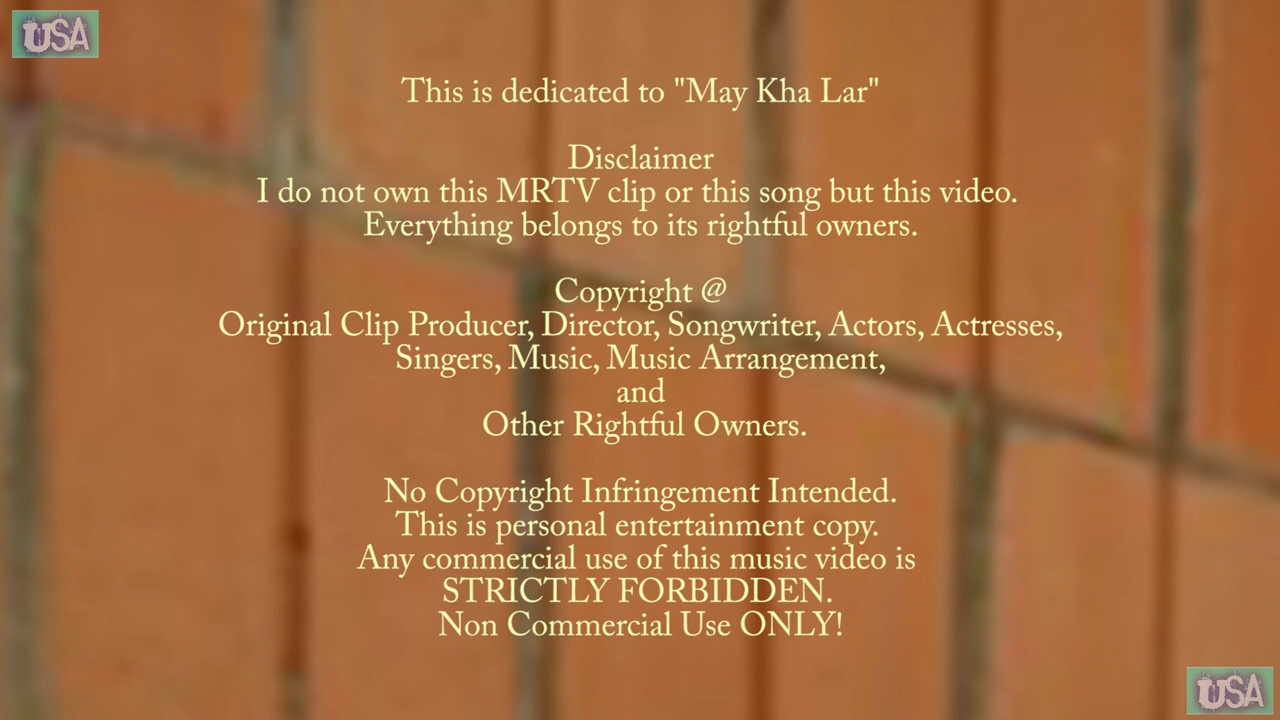 USA
This is dedicated to "May Kha Lar"
Disclaimer
I do not own this MRTV clip or this song but this video.
Everything belongs to its rightful owners.
Copyright @
Original Clip Producer, Director, Songwriter, Actors, Actresses,
Singers, Music, Music Arrangement,
and
Other Rightful Owners.
No Copyright Infringement Intended.
This is personal entertainment copy.
Any commercial use of this music video is
STRICTLY FORBIDDEN.
Non Commercial Use ONLY!
USA